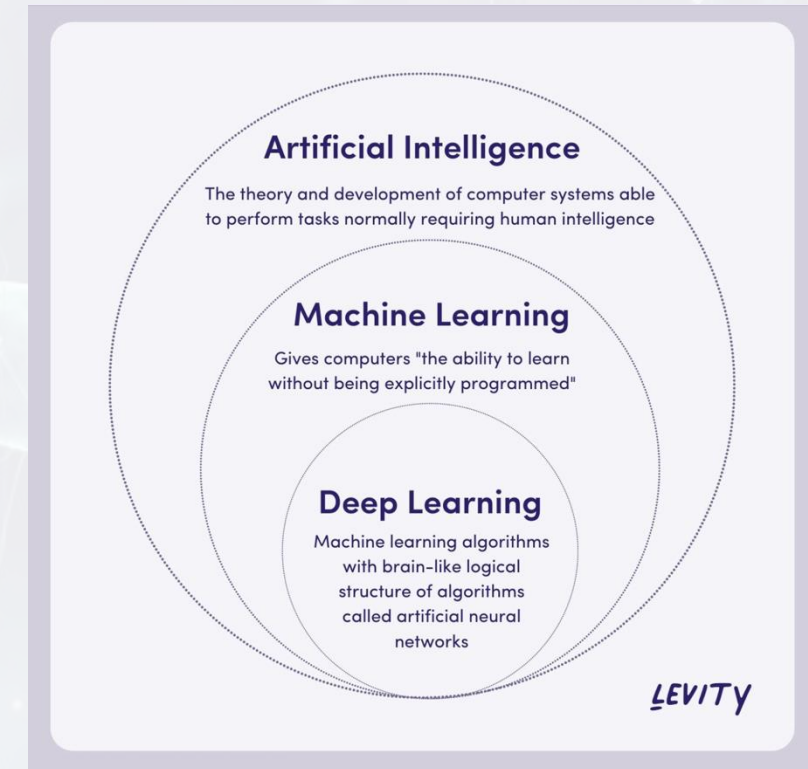 Artificial Intelligence
The theory and development of computer systems able
to perform tasks normally requiring human intelligence
Machine Learning
Gives computers "the ability to learn
without being explicitly programmed"
Deep Learning
Machine learning algorithms
with brain-like logical
structure of algorithms
called artificial neural
networks
LEVITY